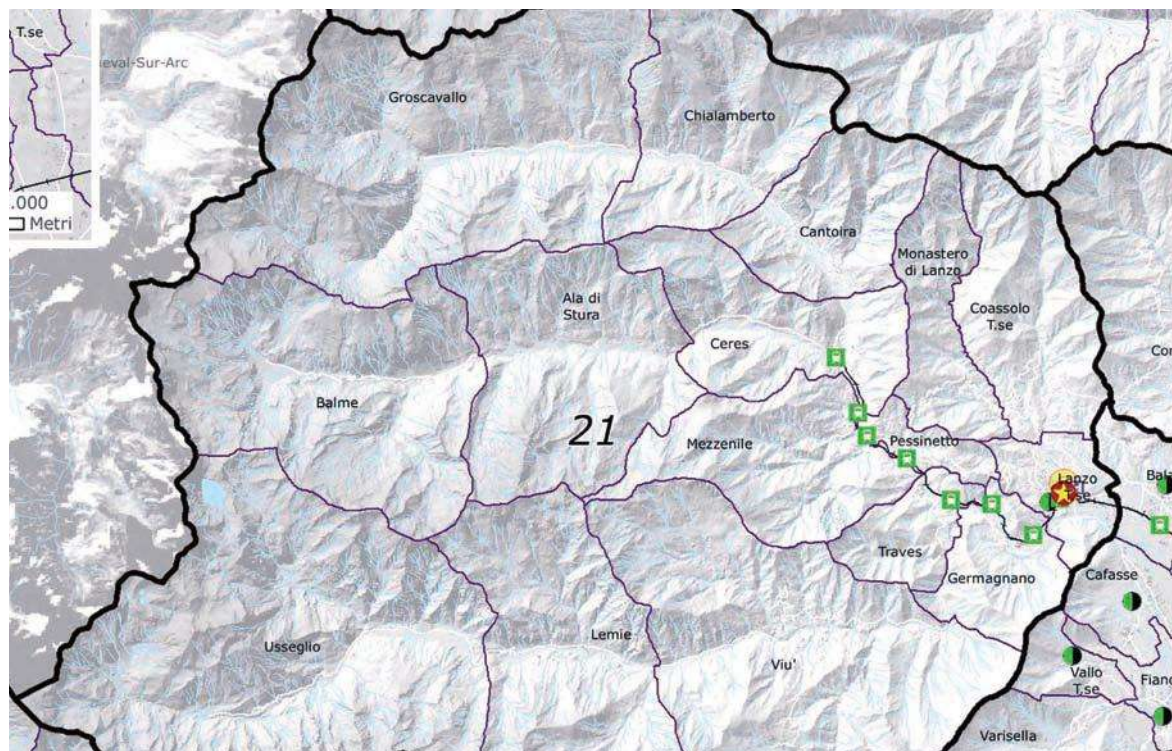 T.se
neval-Sur-Arc
.000
Metri
Groscavallo
Chialamberto
Cantoira
Monastero
di Lanzo
Coassolo
T.se
Ala di
Stura
Ceres
Balme
21
Mezzenile
Pessinetto
Lanzo
T.se
Traves
Germagnano
Cafasse
Usseglio
Lemie
Viu'
Vallo
T.se
Varisella